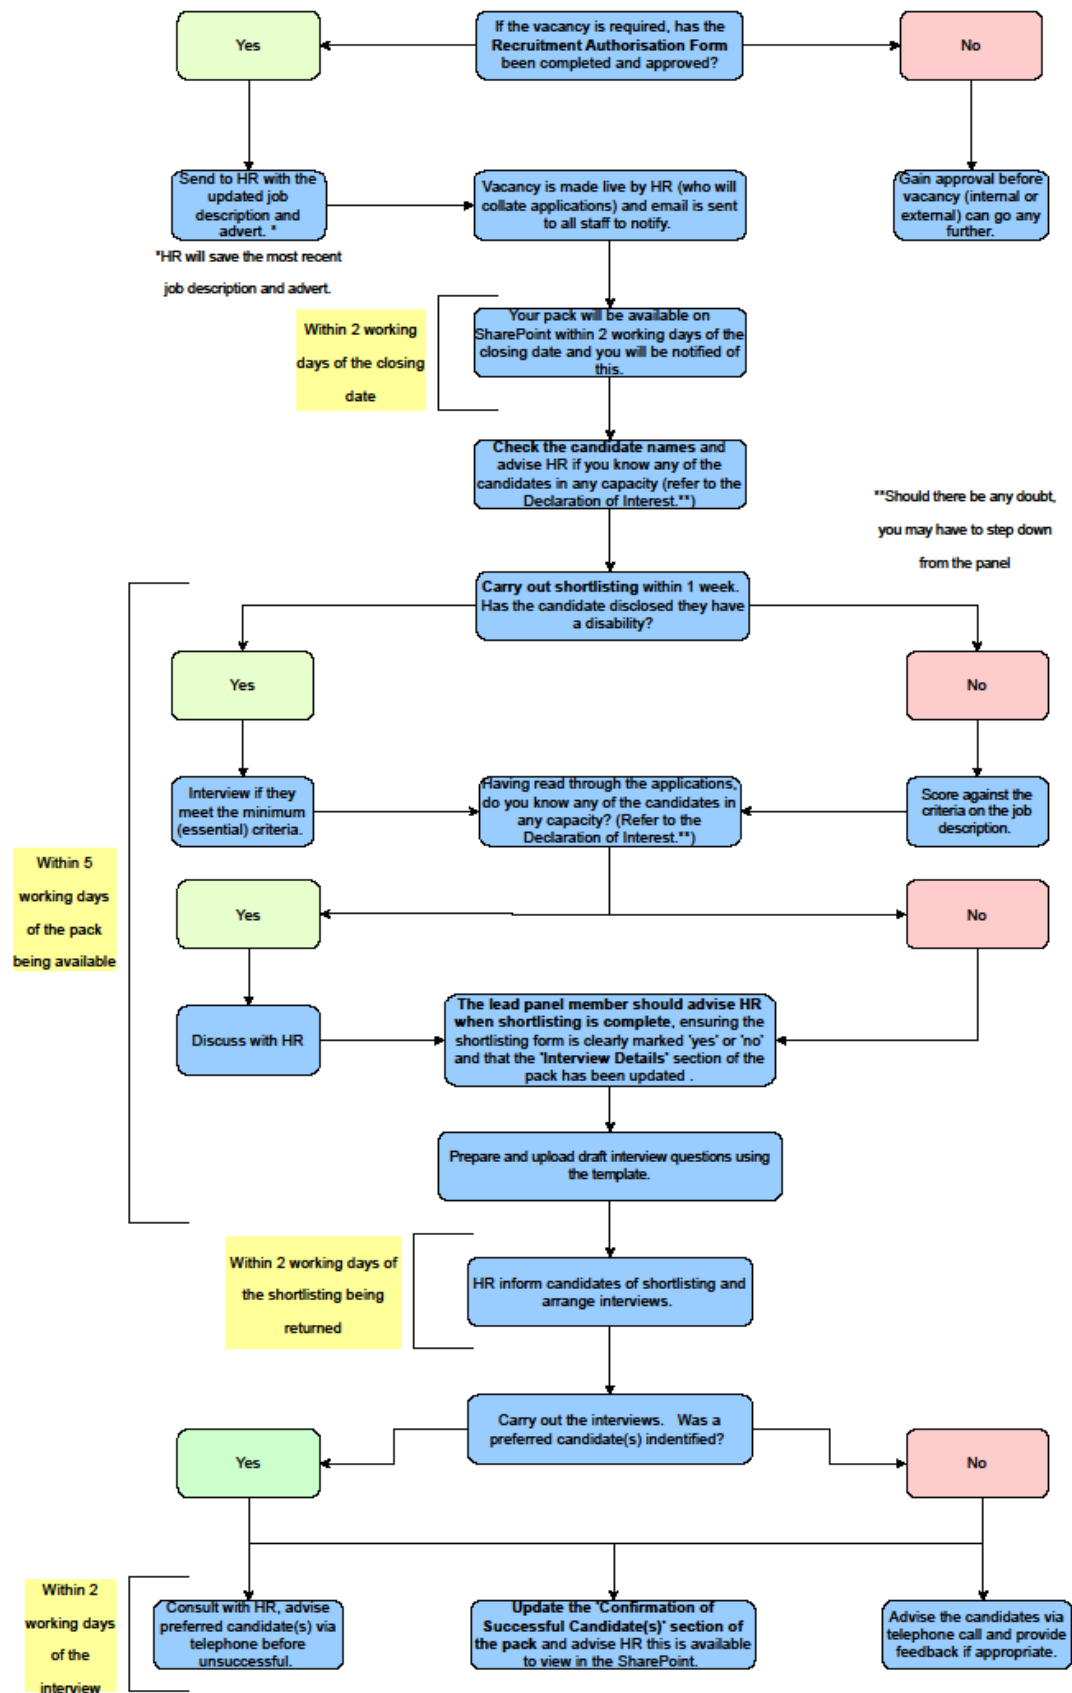 Yes
If the vacancy is required, has the
Recruitment Authorisation Form
been completed and approved?
No
Send to HR with the
updated job
description and
advert. *
Vacancy is made live by HR (who will
collate applications) and email is sent
to all staff to notify.
Gain approval before
vacancy (internal or
external) can go any
further.
*HR will save the most recent
job description and advert.
Within 2 working
days of the closing
date
Your pack will be available on
SharePoint within 2 working days of the
closing date and you will be notified of
this.
Check the candidate names and
advise HR if you know any of the
candidates in any capacity (refer to the
Declaration of Interest.**)
**Should there be any doubt,
you may have to step down
from the panel
Carry out shortlisting within 1 week.
Has the candidate disclosed they have
a disability?
Yes
No
Interview if they
meet the minimum
(essential) criteria.
Having read through the applications,
do you know any of the candidates in
any capacity? (Refer to the
Declaration of Interest.**)
Score against the
criteria on the job
description.
Within 5
working days
of the pack
being available
Yes
No
Discuss with HR
The lead panel member should advise HR
when shortlisting is complete, ensuring the
shortlisting form is clearly marked 'yes' or 'no'
and that the 'Interview Details' section of the
pack has been updated .
Prepare and upload draft interview questions using
the template.
Within 2 working days of
the shortlisting being
returned
HR inform candidates of shortlisting and
arrange interviews.
Carry out the interviews. Was a
preferred candidate(s) indentified?
Yes
No
Within 2
working days
of the
interview
Consult with HR, advise
preferred candidate(s) via
telephone before
unsuccessful.
Update the 'Confirmation of
Successful Candidate(s)' section of
the pack and advise HR this is available
to view in the SharePoint.
Advise the candidates via
telephone call and provide
feedback if appropriate.